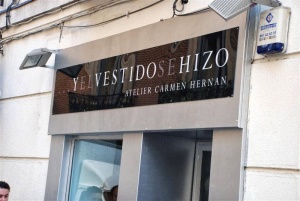 ...YELVESTIDOSEHIZO
ATELIER CARMEN HERNAN